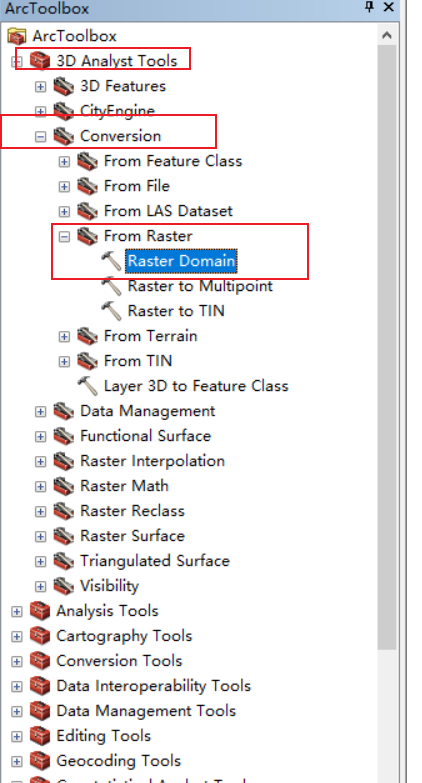 ArcToolbox
ArcToolbox
3D Analyst Tools
3D Features
CityEngine
Conversion
From Feature Class
From File
From LAS Dataset
From Raster
Raster Domain
Raster to Multipoint
Raster to TIN
From Terrain
From TIN
Layer 3D to Feature Class
Data Management
Functional Surface
Raster Interpolation
Raster Math
Raster Reclass
Raster Surface
Triangulated Surface
Visibility
Analysis Tools
Cartography Tools
Conversion Tools
Data Interoperability Tools
Data Management Tools
Editing Tools
Geocoding Tools